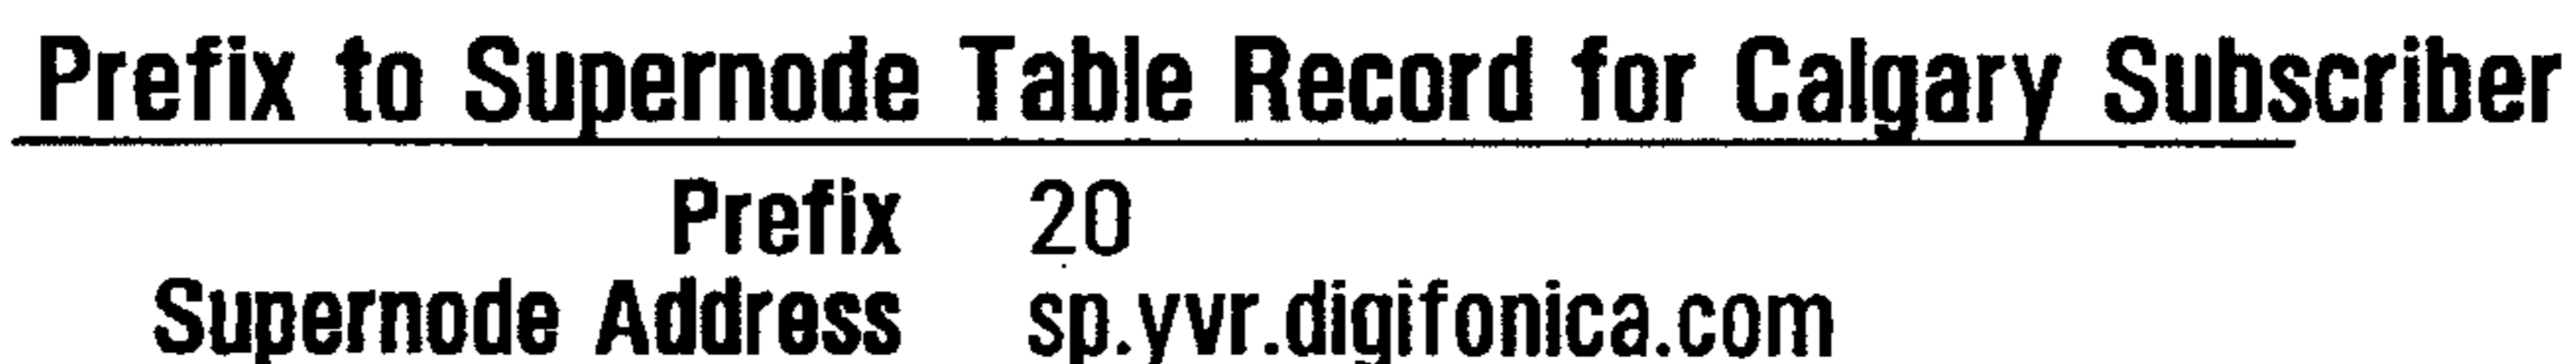 Prefix to Supernode Table Record for Calgary Subscriber
Prefix 20
Supernode Address sp.yvr.digifonica.com